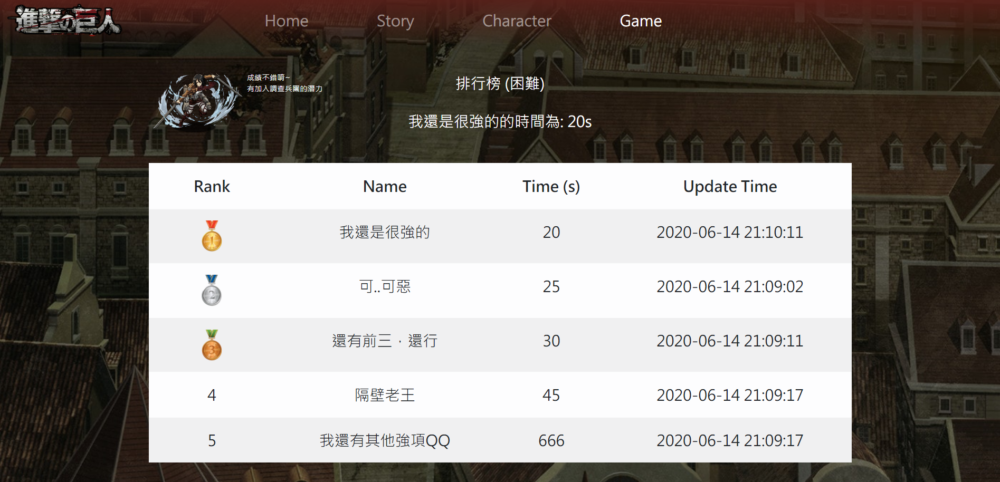 進撃の巨人
Home Story Character Game
成績不錯唷~
有加入調查兵團的潛力
排行榜 (困難)
我還是很強的的時間為: 20s
Rank Name Time (s) Update Time
1 我還是很強的 20 2020-06-14 21:10:11
2 可..可惡 25 2020-06-14 21:09:02
3 還有前三，還行 30 2020-06-14 21:09:11
4 隔壁老王 45 2020-06-14 21:09:17
5 我還有其他強項QQ 666 2020-06-14 21:09:17